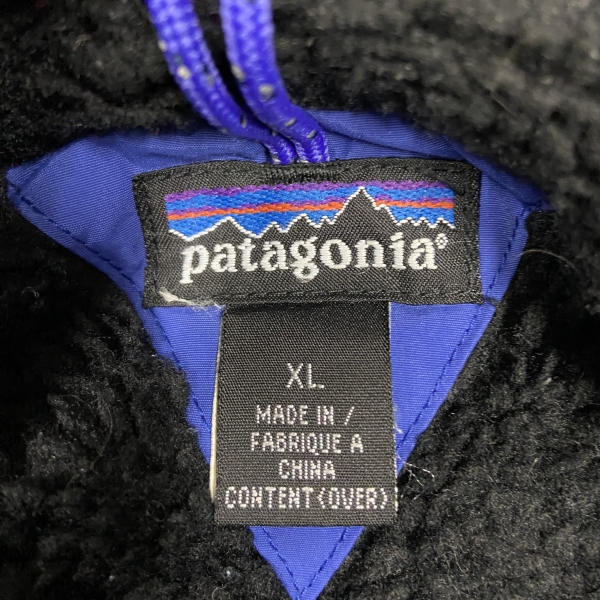 patagonia®
XL
MADE IN /
FABRIQUE A
CHINA
CONTENT (OVER)